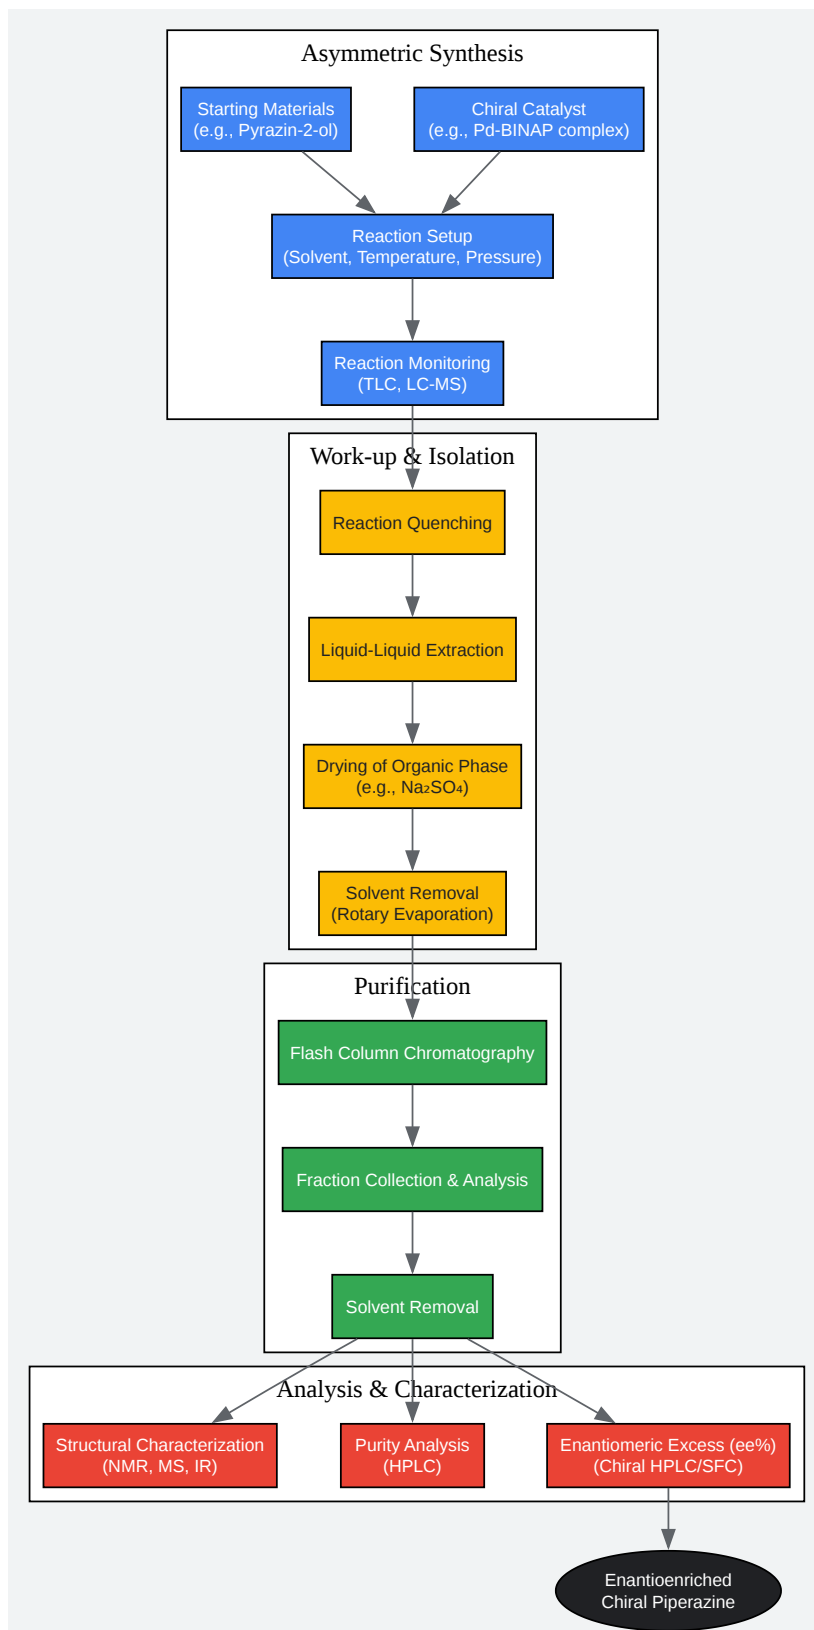 Asymmetric Synthesis
Starting Materials
(e.g., Pyrazin-2-ol)
Chiral Catalyst
(e.g., Pd-BINAP complex)
Reaction Setup
(Solvent, Temperature, Pressure)
Reaction Monitoring
(TLC, LC-MS)
Work-up & Isolation
Reaction Quenching
Liquid-Liquid Extraction
Drying of Organic Phase
(e.g., Na₂SO₄)
Solvent Removal
(Rotary Evaporation)
Purification
Flash Column Chromatography
Fraction Collection & Analysis
Solvent Removal
Analysis & Characterization
Structural Characterization
(NMR, MS, IR)
Purity Analysis
(HPLC)
Enantiomeric Excess (ee%)
(Chiral HPLC/SFC)
Enantioenriched
Chiral Piperazine